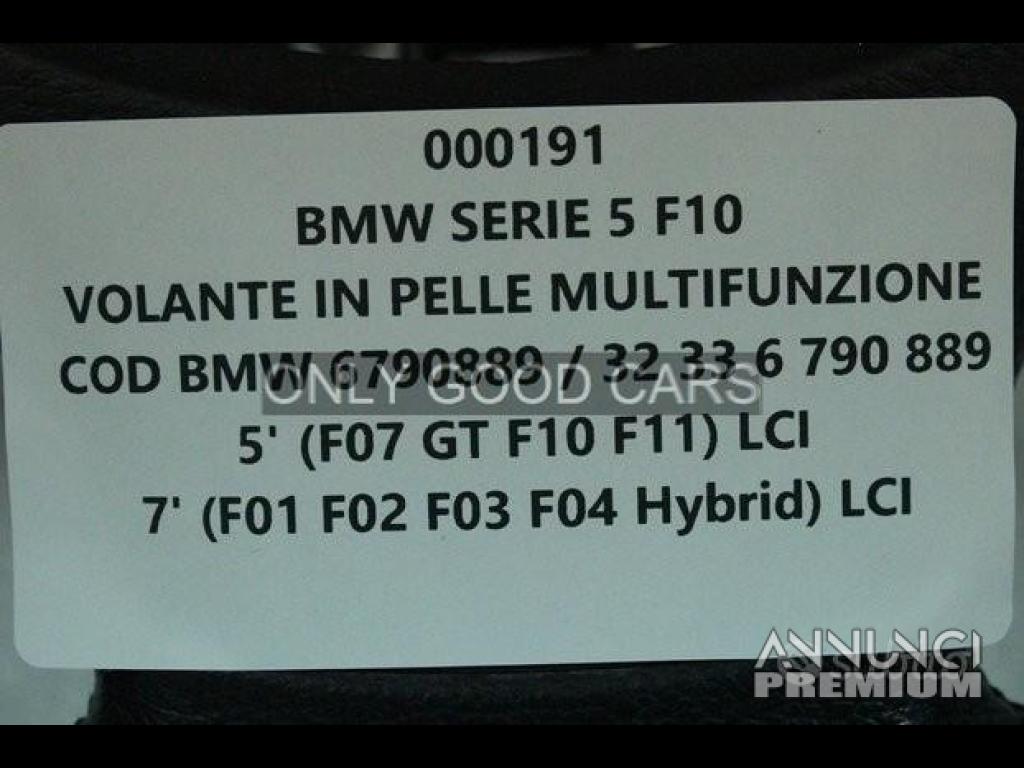 000191
BMW SERIE 5 F10
VOLANTE IN PELLE MULTIFUNZIONE
COD BMW 6790889 / 32 33 6 790 889
ONLY GOOD CARS
5' (F07 GT F10 F11) LCI
7' (F01 F02 F03 F04 Hybrid) LCI
ANNUNCI
PREMIUM